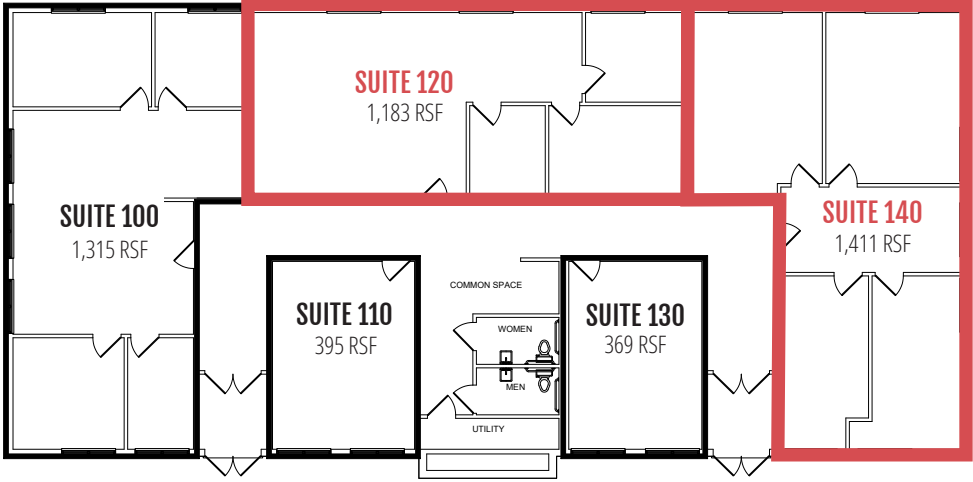 SUITE 120
1,183 RSF
SUITE 100
1,315 RSF
SUITE 140
1,411 RSF
COMMON SPACE
SUITE 110
395 RSF
SUITE 130
369 RSF
WOMEN
MEN
UTILITY